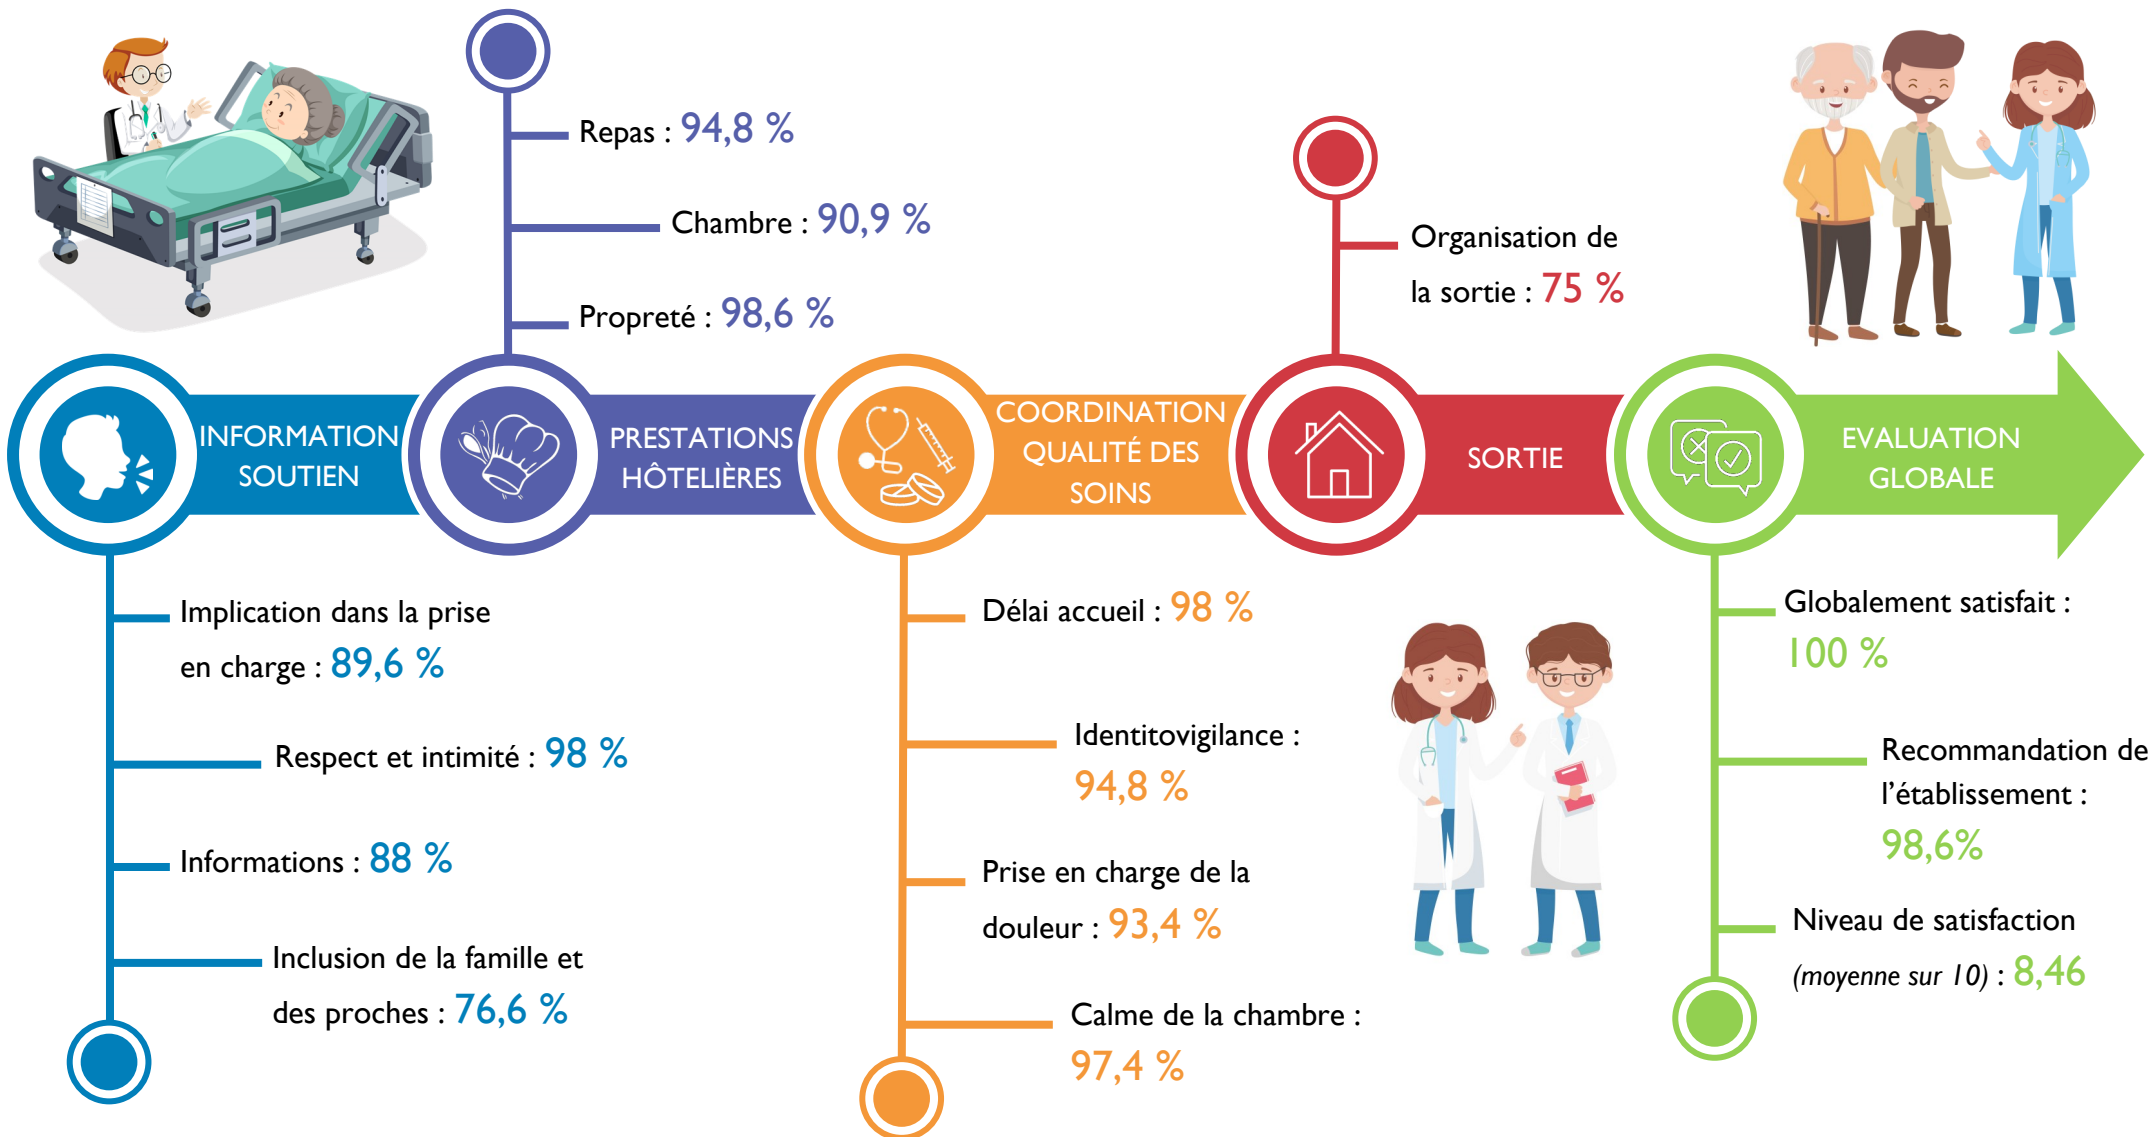 INFORMATION
SOUTIEN
Implication dans la prise
en charge : 89,6 %
Respect et intimité : 98 %
Informations : 88 %
Inclusion de la famille et
des proches : 76,6 %
PRESTATIONS
HÔTELIÈRES
Repas : 94,8 %
Chambre : 90,9 %
Propreté : 98,6 %
COORDINATION
QUALITÉ DES
SOINS
Délai accueil : 98 %
Identitovigilance :
94,8 %
Prise en charge de la
douleur : 93,4 %
Calme de la chambre :
97,4 %
SORTIE
Organisation de
la sortie : 75 %
EVALUATION
GLOBALE
Globalement satisfait :
100 %
Recommandation de
l’établissement :
98,6%
Niveau de satisfaction
(moyenne sur 10) : 8,46